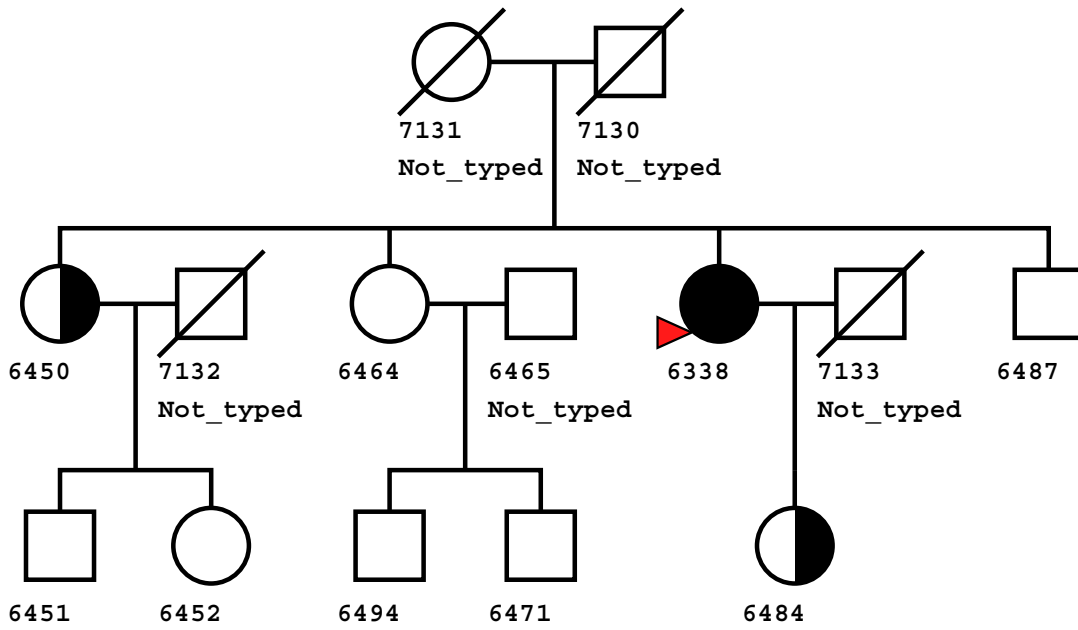 7131 7130
Not_typed Not_typed
6450 7132 6464 6465 6338 7133 6487
Not_typed Not_typed Not_typed
6451 6452 6494 6471 6484